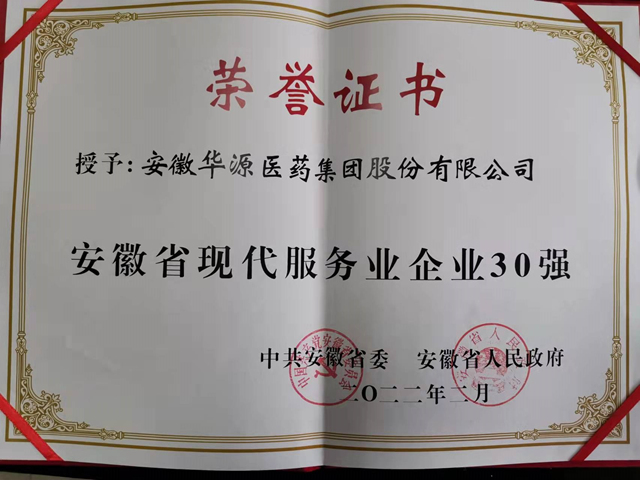 荣誉证书
授予：安徽华源医药集团股份有限公司
安徽省现代服务业企业30强
中共安徽省委 安徽省人民政府
二〇二二年二月